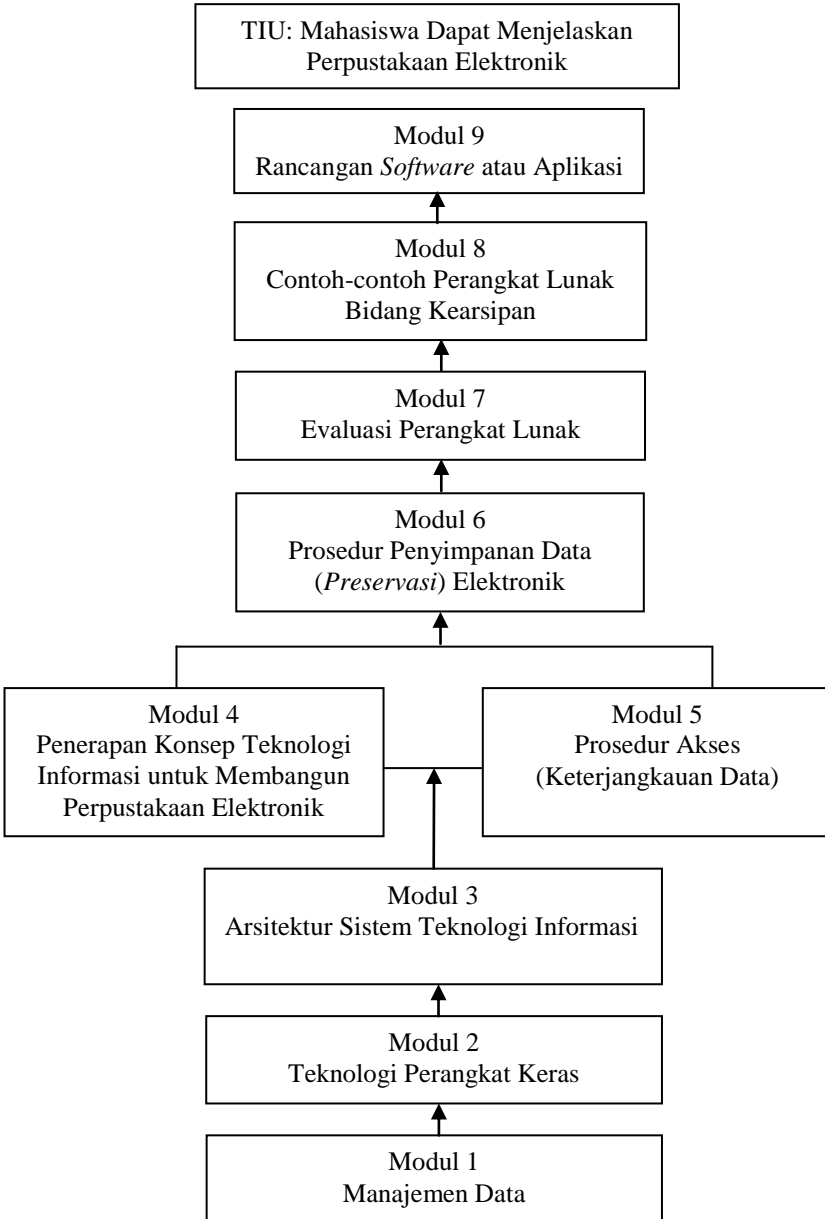 TIU: Mahasiswa Dapat Menjelaskan
Perpustakaan Elektronik
Modul 9
Rancangan Software atau Aplikasi
Modul 8
Contoh-contoh Perangkat Lunak
Bidang Kearsipan
Modul 7
Evaluasi Perangkat Lunak
Modul 6
Prosedur Penyimpanan Data
(Preservasi) Elektronik
Modul 4
Penerapan Konsep Teknologi
Informasi untuk Membangun
Perpustakaan Elektronik
Modul 5
Prosedur Akses
(Keterjangkauan Data)
Modul 3
Arsitektur Sistem Teknologi Informasi
Modul 2
Teknologi Perangkat Keras
Modul 1
Manajemen Data